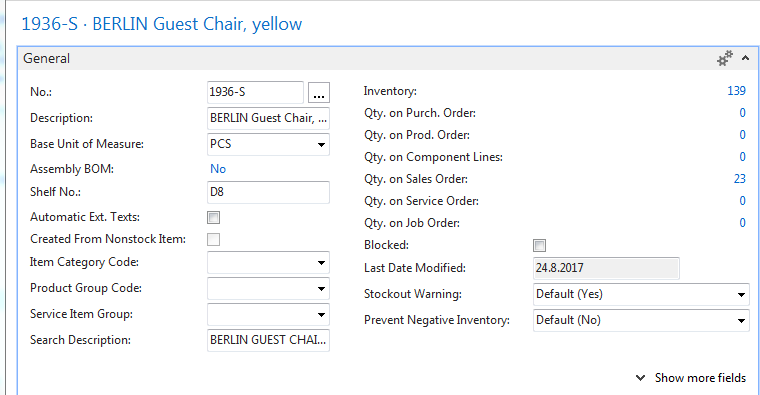 1936-S · BERLIN Guest Chair, yellow
General
No.: 1936-S ...
Description: BERLIN Guest Chair, ...
Base Unit of Measure: PCS
Assembly BOM: No
Shelf No.: D8
Automatic Ext. Texts:
Created From Nonstock Item:
Item Category Code:
Product Group Code:
Service Item Group:
Search Description: BERLIN GUEST CHAI...
Inventory: 139
Qty. on Purch. Order: 0
Qty. on Prod. Order: 0
Qty. on Component Lines: 0
Qty. on Sales Order: 23
Qty. on Service Order: 0
Qty. on Job Order: 0
Blocked:
Last Date Modified: 24.8.2017
Stockout Warning: Default (Yes)
Prevent Negative Inventory: Default (No)
Show more fields